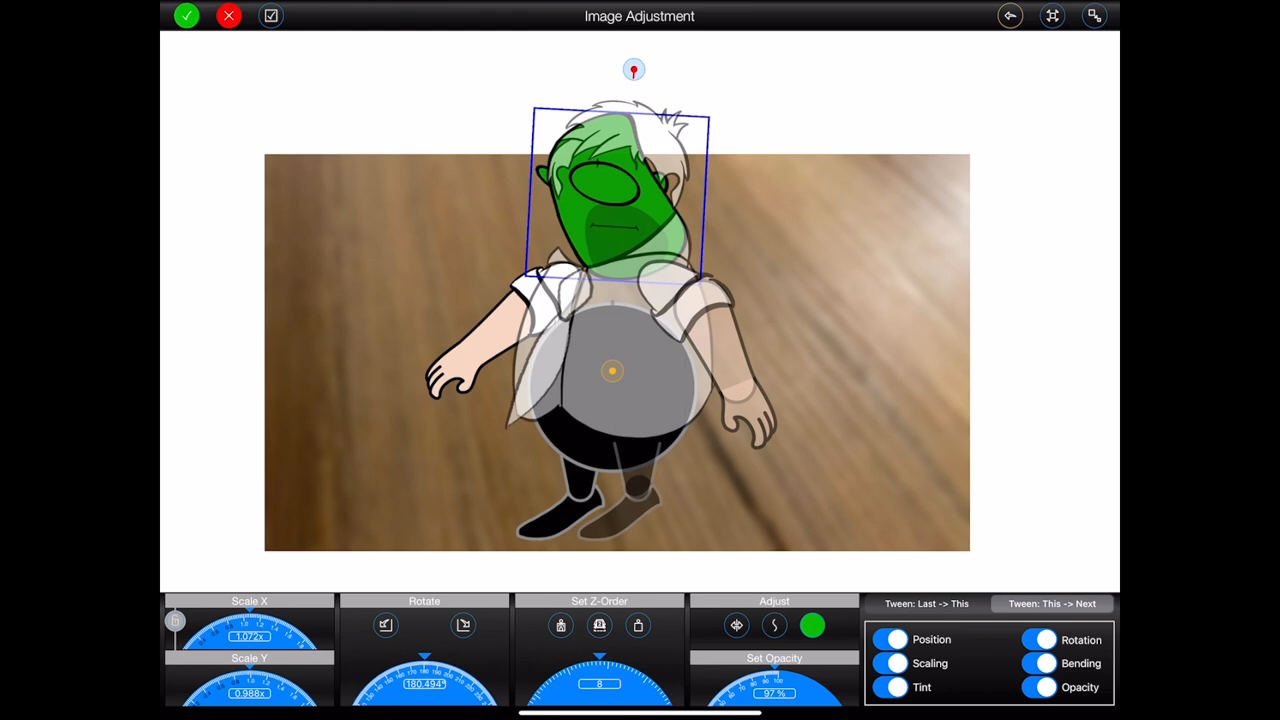 Image Adjustment
Scale X
1.072x
Scale Y
0.988x
Rotate
180.494°
Set Z-Order
8
Adjust
Set Opacity
97 %
Tween: Last -> This
Tween: This -> Next
Position
Rotation
Scaling
Bending
Tint
Opacity